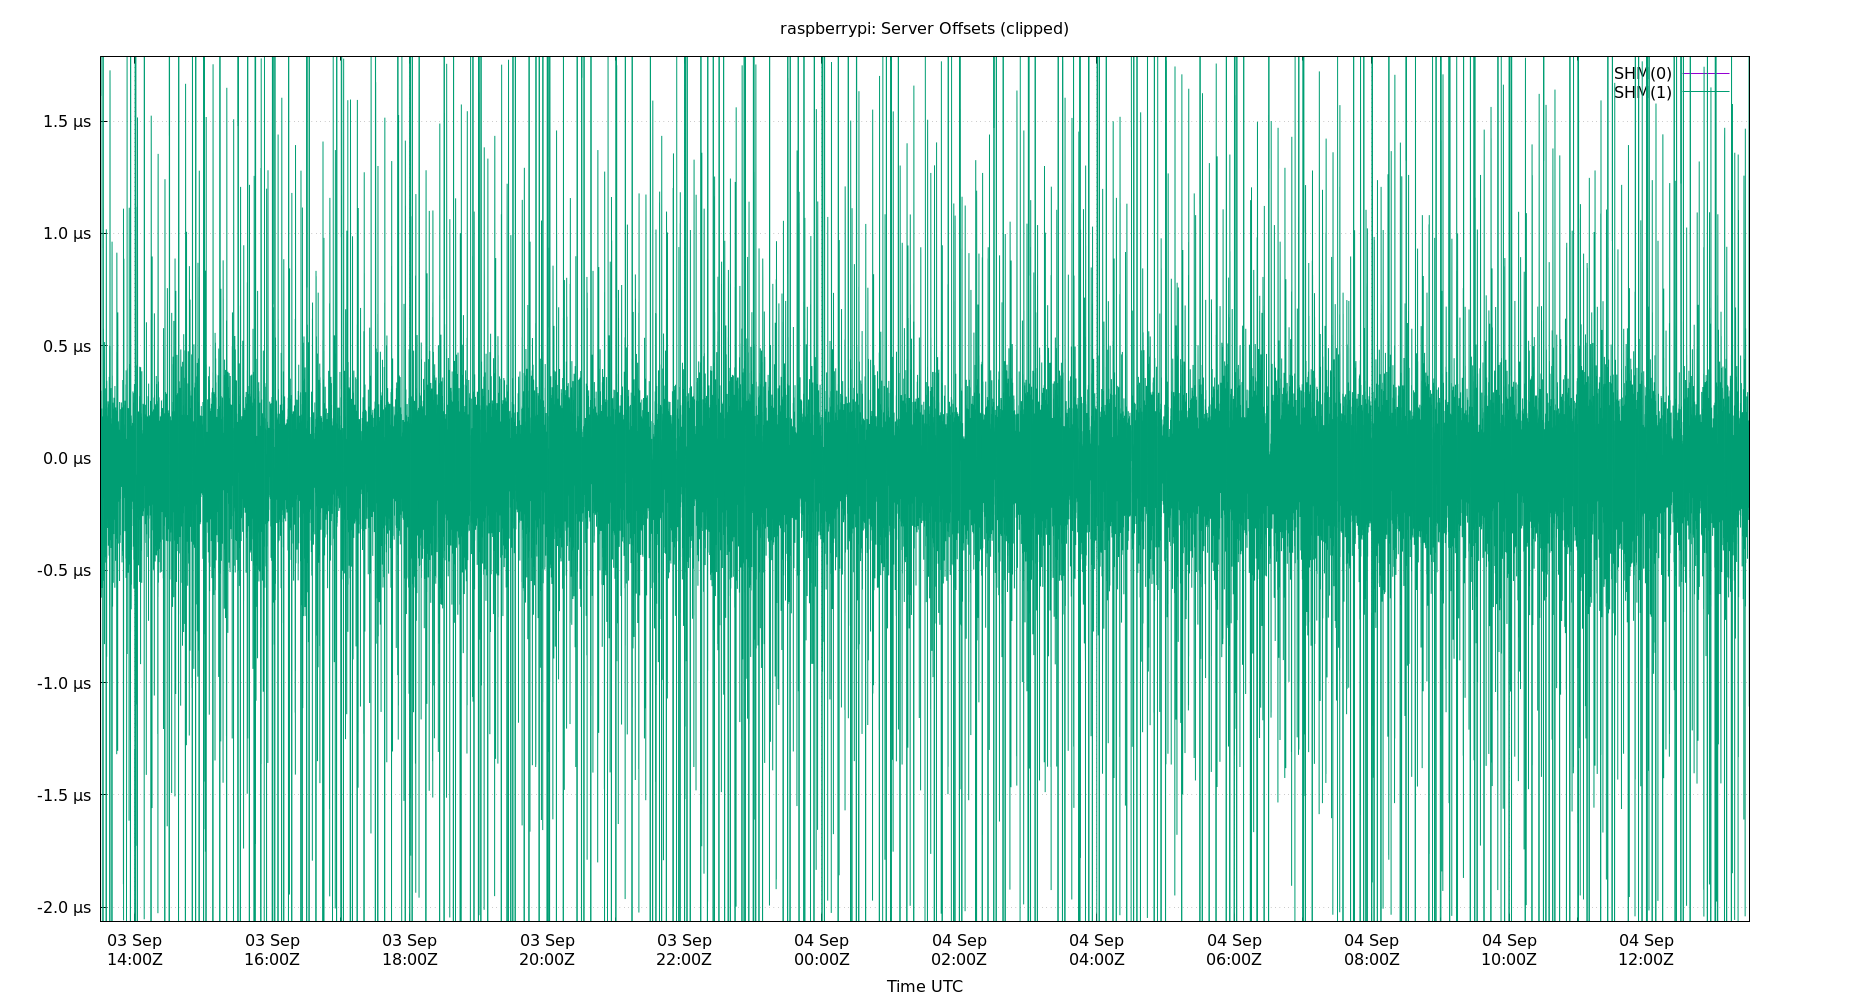 raspberrypi: Server Offsets (clipped)
SHM(0)
SHM(1)
1.5 µs
1.0 µs
0.5 µs
0.0 µs
-0.5 µs
-1.0 µs
-1.5 µs
-2.0 µs
03 Sep 03 Sep 03 Sep 03 Sep 03 Sep 04 Sep 04 Sep 04 Sep 04 Sep 04 Sep 04 Sep 04 Sep
14:00Z 16:00Z 18:00Z 20:00Z 22:00Z 00:00Z 02:00Z 04:00Z 06:00Z 08:00Z 10:00Z 12:00Z
Time UTC